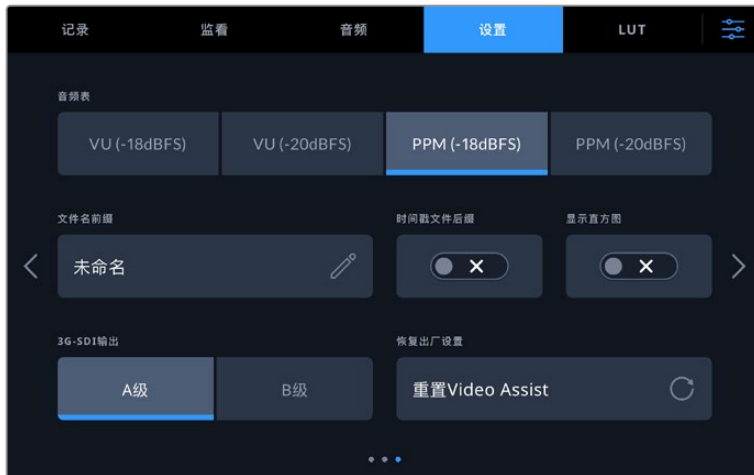 记录 监看 音频 设置 LUT
音频表
VU (-18dBFS) VU (-20dBFS) PPM (-18dBFS) PPM (-20dBFS)
文件名前缀 时间戳文件后缀 显示直方图
未命名
3G-SDI输出 恢复出厂设置
A级 B级 重置Video Assist